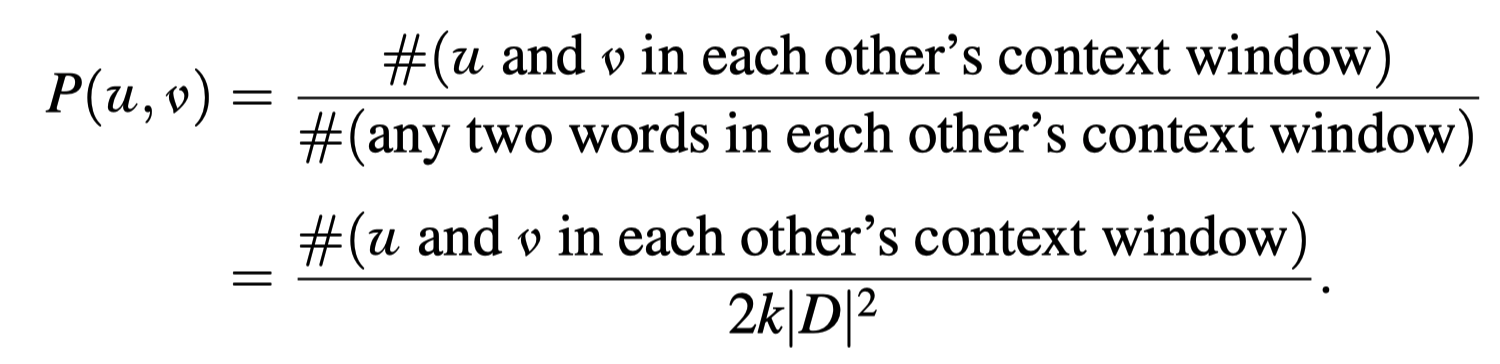 P(u, v) = #(u and v in each other's context window) / #(any two words in each other's context window)
= #(u and v in each other's context window) / 2k|D|².